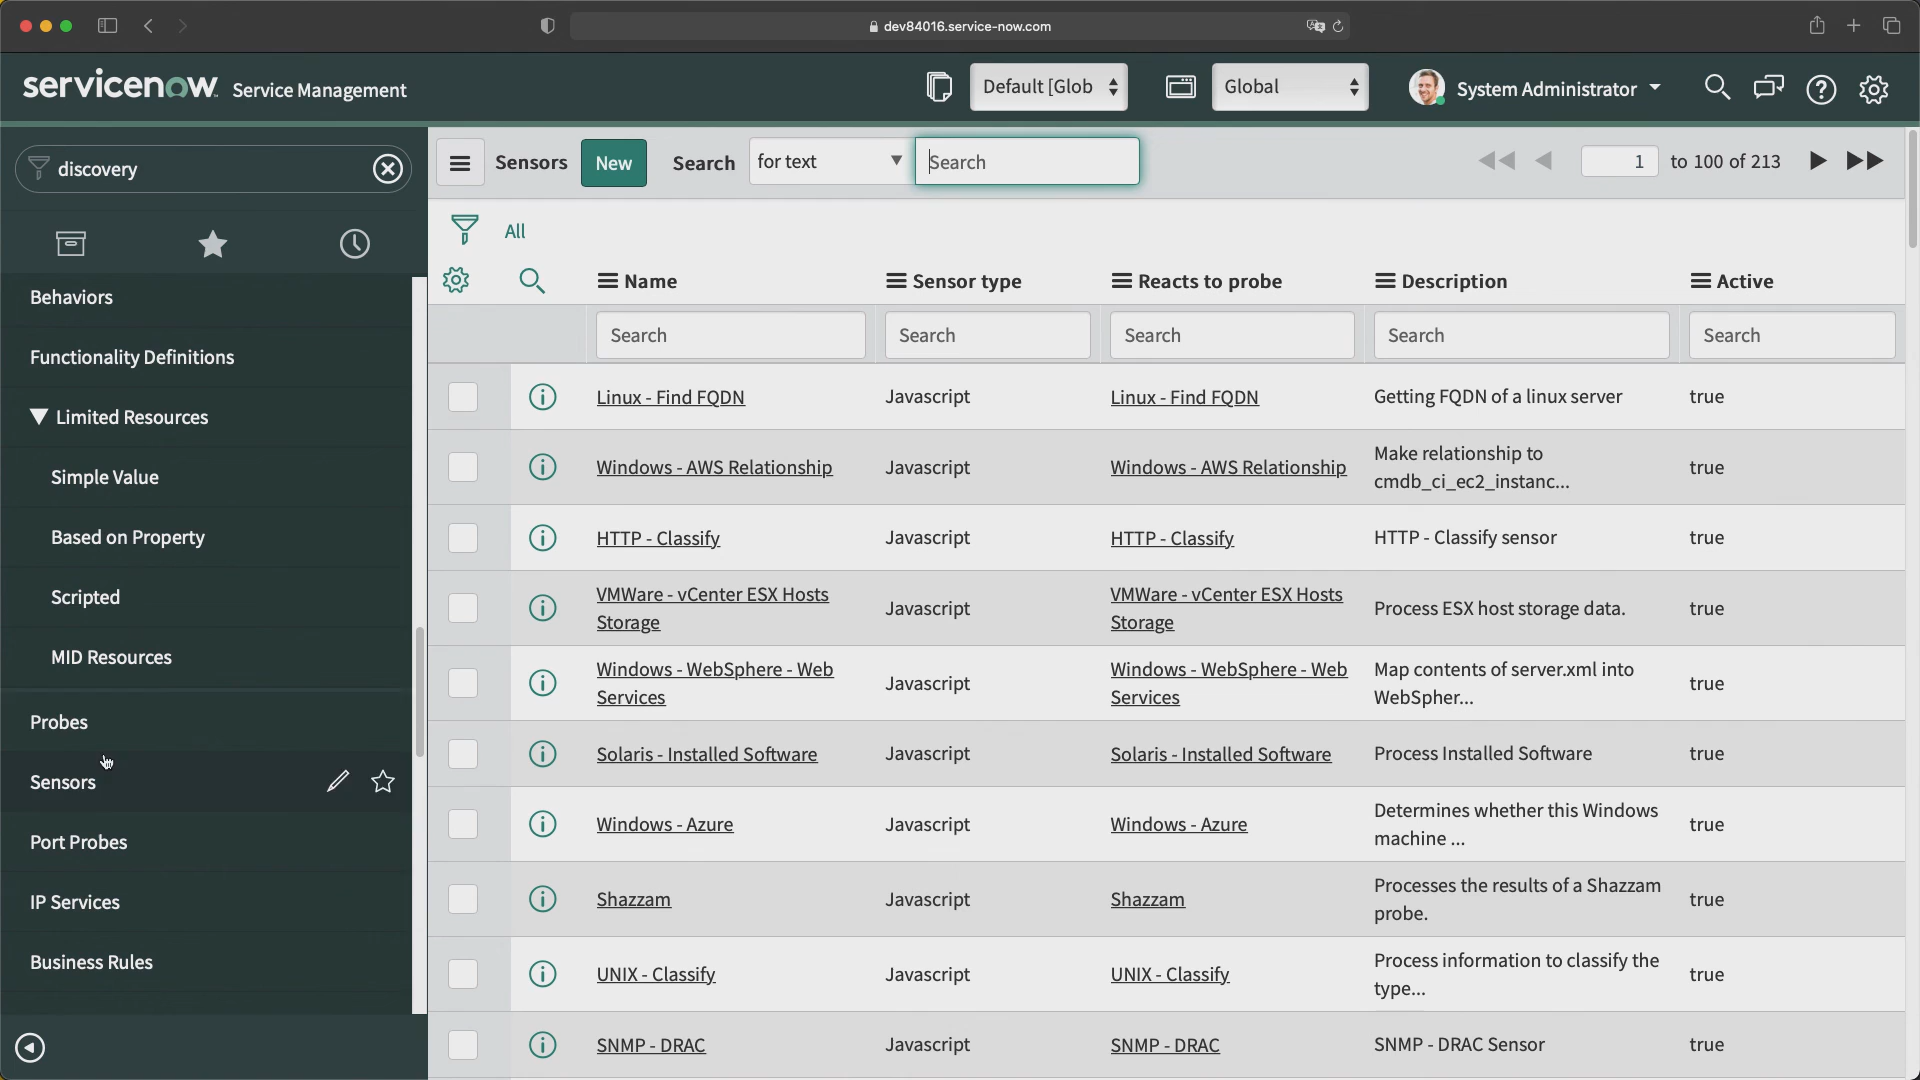 dev84016.service-now.com
servicenow Service Management
Default [Glob
Global
System Administrator
discovery
Sensors
New
Search
for text
Search
1
to 100 of 213
All
Name
Sensor type
Reacts to probe
Description
Active
Search
Search
Search
Search
Search
Behaviors
Functionality Definitions
Limited Resources
Simple Value
Based on Property
Scripted
MID Resources
Probes
Sensors
Port Probes
IP Services
Business Rules
Linux - Find FQDN
Javascript
Linux - Find FQDN
Getting FQDN of a linux server
true
Windows - AWS Relationship
Javascript
Windows - AWS Relationship
Make relationship to
cmdb_ci_ec2_instanc...
true
HTTP - Classify
Javascript
HTTP - Classify
HTTP - Classify sensor
true
VMWare - vCenter ESX Hosts
Storage
Javascript
VMWare - vCenter ESX Hosts
Storage
Process ESX host storage data.
true
Windows - WebSphere - Web
Services
Javascript
Windows - WebSphere - Web
Services
Map contents of server.xml into
WebSpher...
true
Solaris - Installed Software
Javascript
Solaris - Installed Software
Process Installed Software
true
Windows - Azure
Javascript
Windows - Azure
Determines whether this Windows
machine ...
true
Shazzam
Javascript
Shazzam
Processes the results of a Shazzam
probe.
true
UNIX - Classify
Javascript
UNIX - Classify
Process information to classify the
type...
true
SNMP - DRAC
Javascript
SNMP - DRAC
SNMP - DRAC Sensor
true